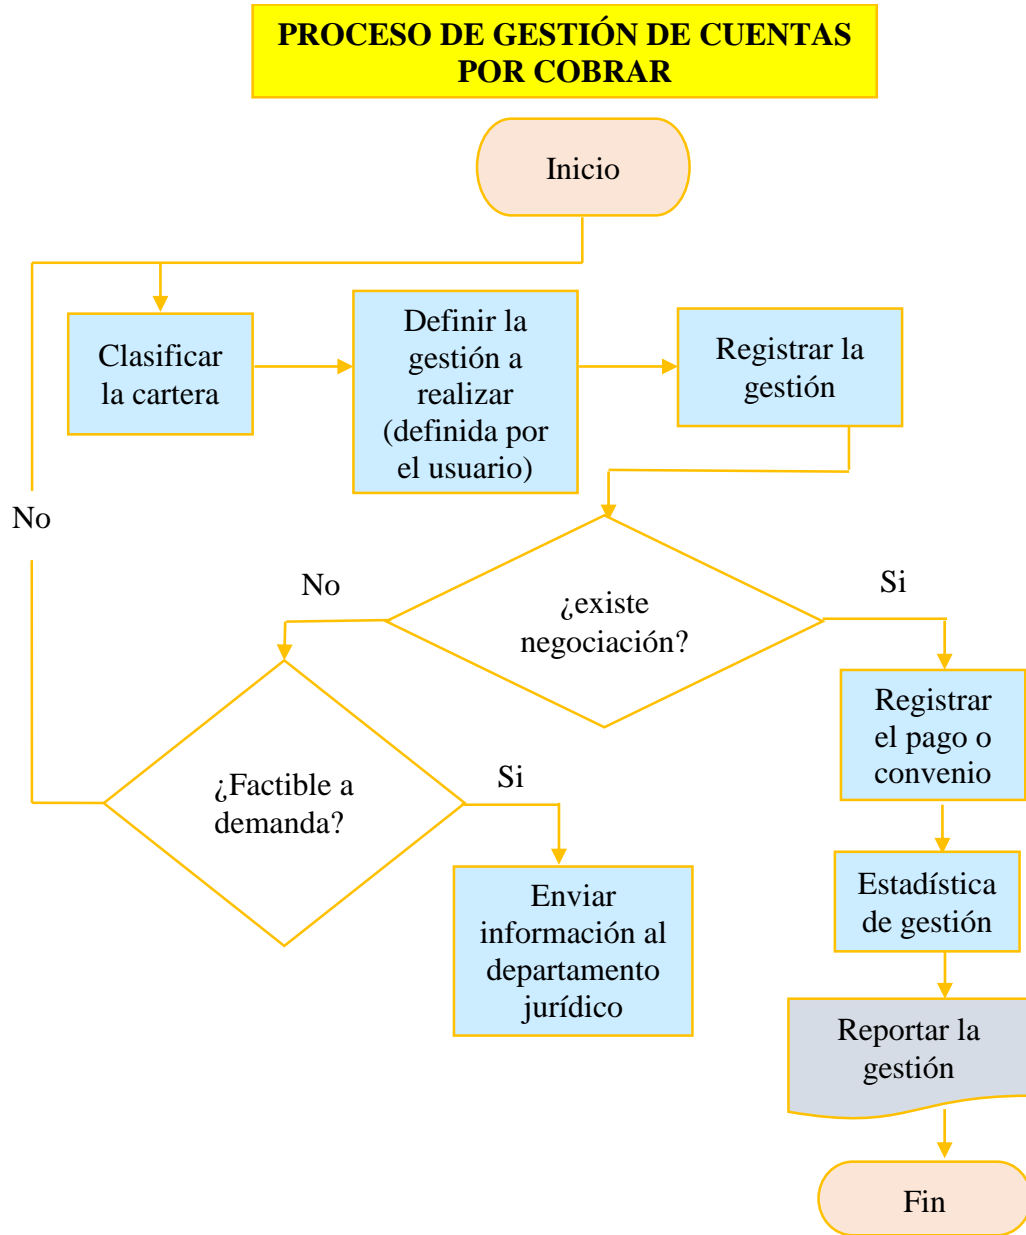 PROCESO DE GESTIÓN DE CUENTAS
POR COBRAR
Inicio
Clasificar
la cartera
Definir la
gestión a
realizar
(definida por
el usuario)
Registrar la
gestión
No
¿existe
negociación?
No
Si
¿Factible a
demanda?
Si
Registrar
el pago o
convenio
Enviar
información al
departamento
jurídico
Estadística
de gestión
Reportar la
gestión
Fin